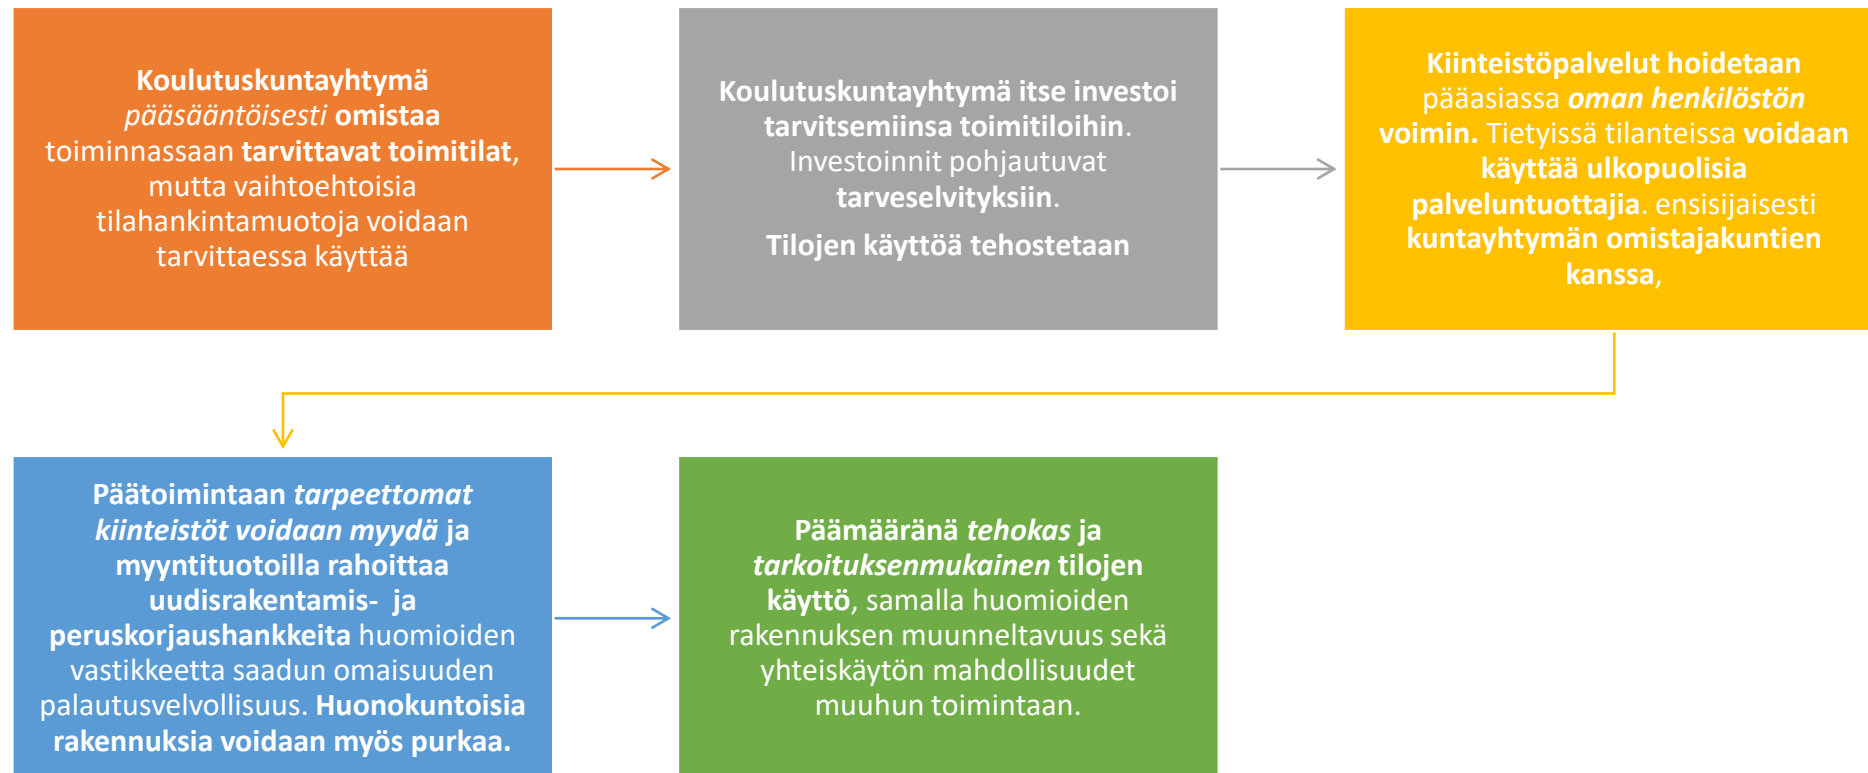 Koulutuskuntayhtymä
pääsääntöisesti omistaa
toiminnassaan tarvittavat toimitilat,
mutta vaihtoehtoisia
tilahankintamuotoja voidaan
tarvittaessa käyttää
Koulutuskuntayhtymä itse investoi
tarvitsemiinsa toimitiloihin.
Investoinnit pohjautuvat
tarveselvityksiin.
Tilojen käyttöä tehostetaan
Kiinteistöpalvelut hoidetaan
pääasiassa oman henkilöstön
voimin. Tietyissä tilanteissa voidaan
käyttää ulkopuolisia
palveluntuottajia. ensisijaisesti
kuntayhtymän omistajakuntien
kanssa,
Päätoimintaan tarpeettomat
kiinteistöt voidaan myydä ja
myyntituotoilla rahoittaa
uudisrakentamis- ja
peruskorjaushankkeita huomioiden
vastikkeetta saadun omaisuuden
palautusvelvollisuus. Huonokuntoisia
rakennuksia voidaan myös purkaa.
Päämääränä tehokas ja
tarkoituksenmukainen tilojen
käyttö, samalla huomioiden
rakennuksen muunneltavuus sekä
yhteiskäytön mahdollisuudet
muuhun toimintaan.